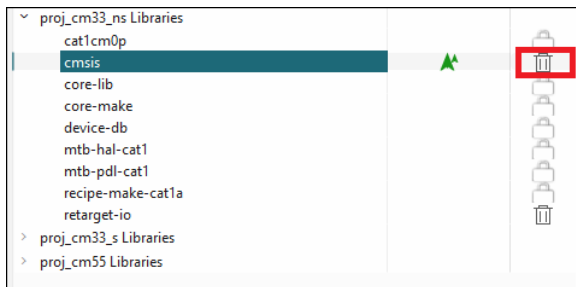 proj_cm33_ns Libraries
cat1cm0p
cmsis
core-lib
core-make
device-db
mtb-hal-cat1
mtb-pdl-cat1
recipe-make-cat1a
retarget-io
proj_cm33_s Libraries
proj_cm55 Libraries